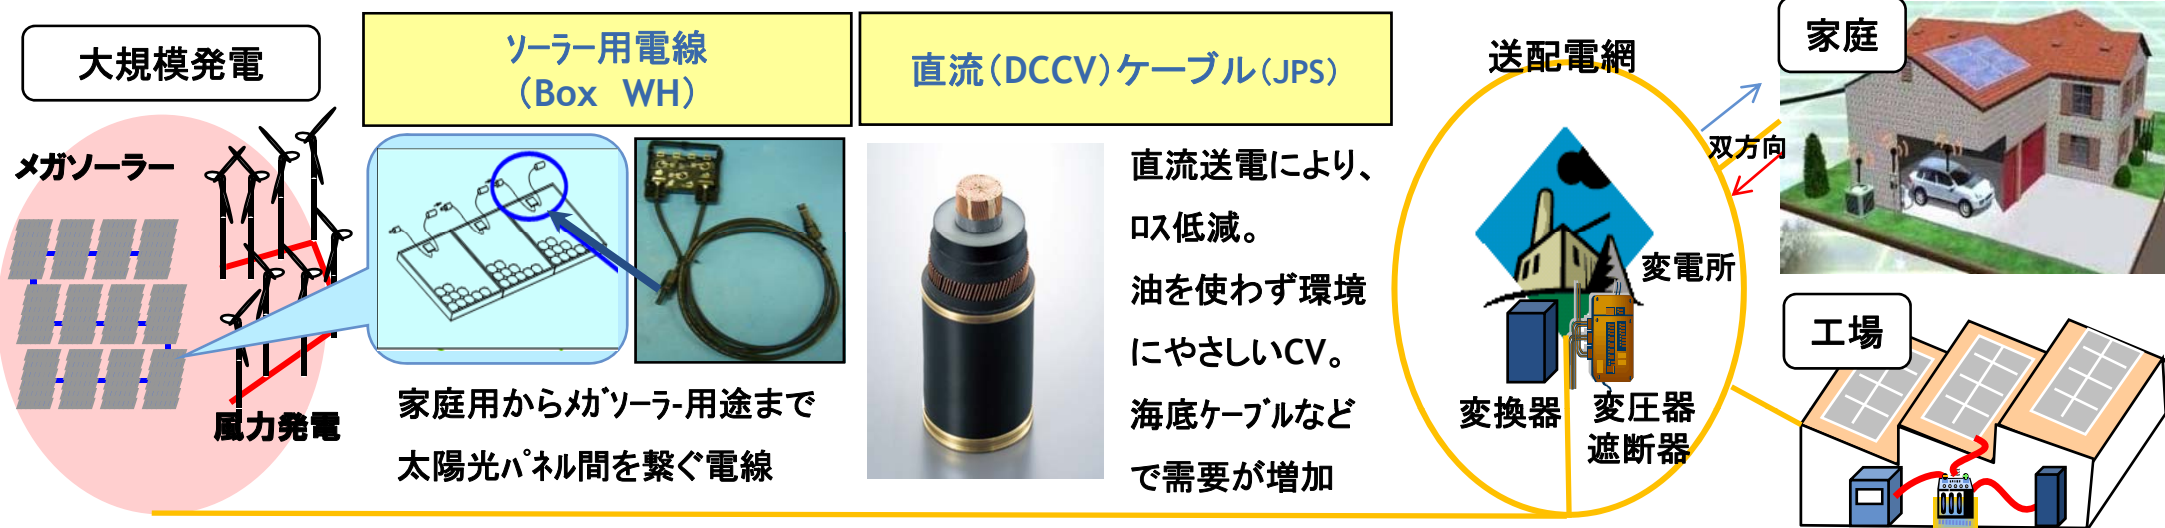 大規模発電
メガソーラー
風力発電
ソーラー用電線
（Box　WH）
家庭用からメガソーラー用途まで
太陽光パネル間を繋ぐ電線
直流（DCCV）ケーブル（JPS）
直流送電により、
ロス低減。
油を使わず環境
にやさしいCV。
海底ケーブルなど
で需要が増加
送配電網
変電所
変換器
変圧器
遮断器
双方向
家庭
工場